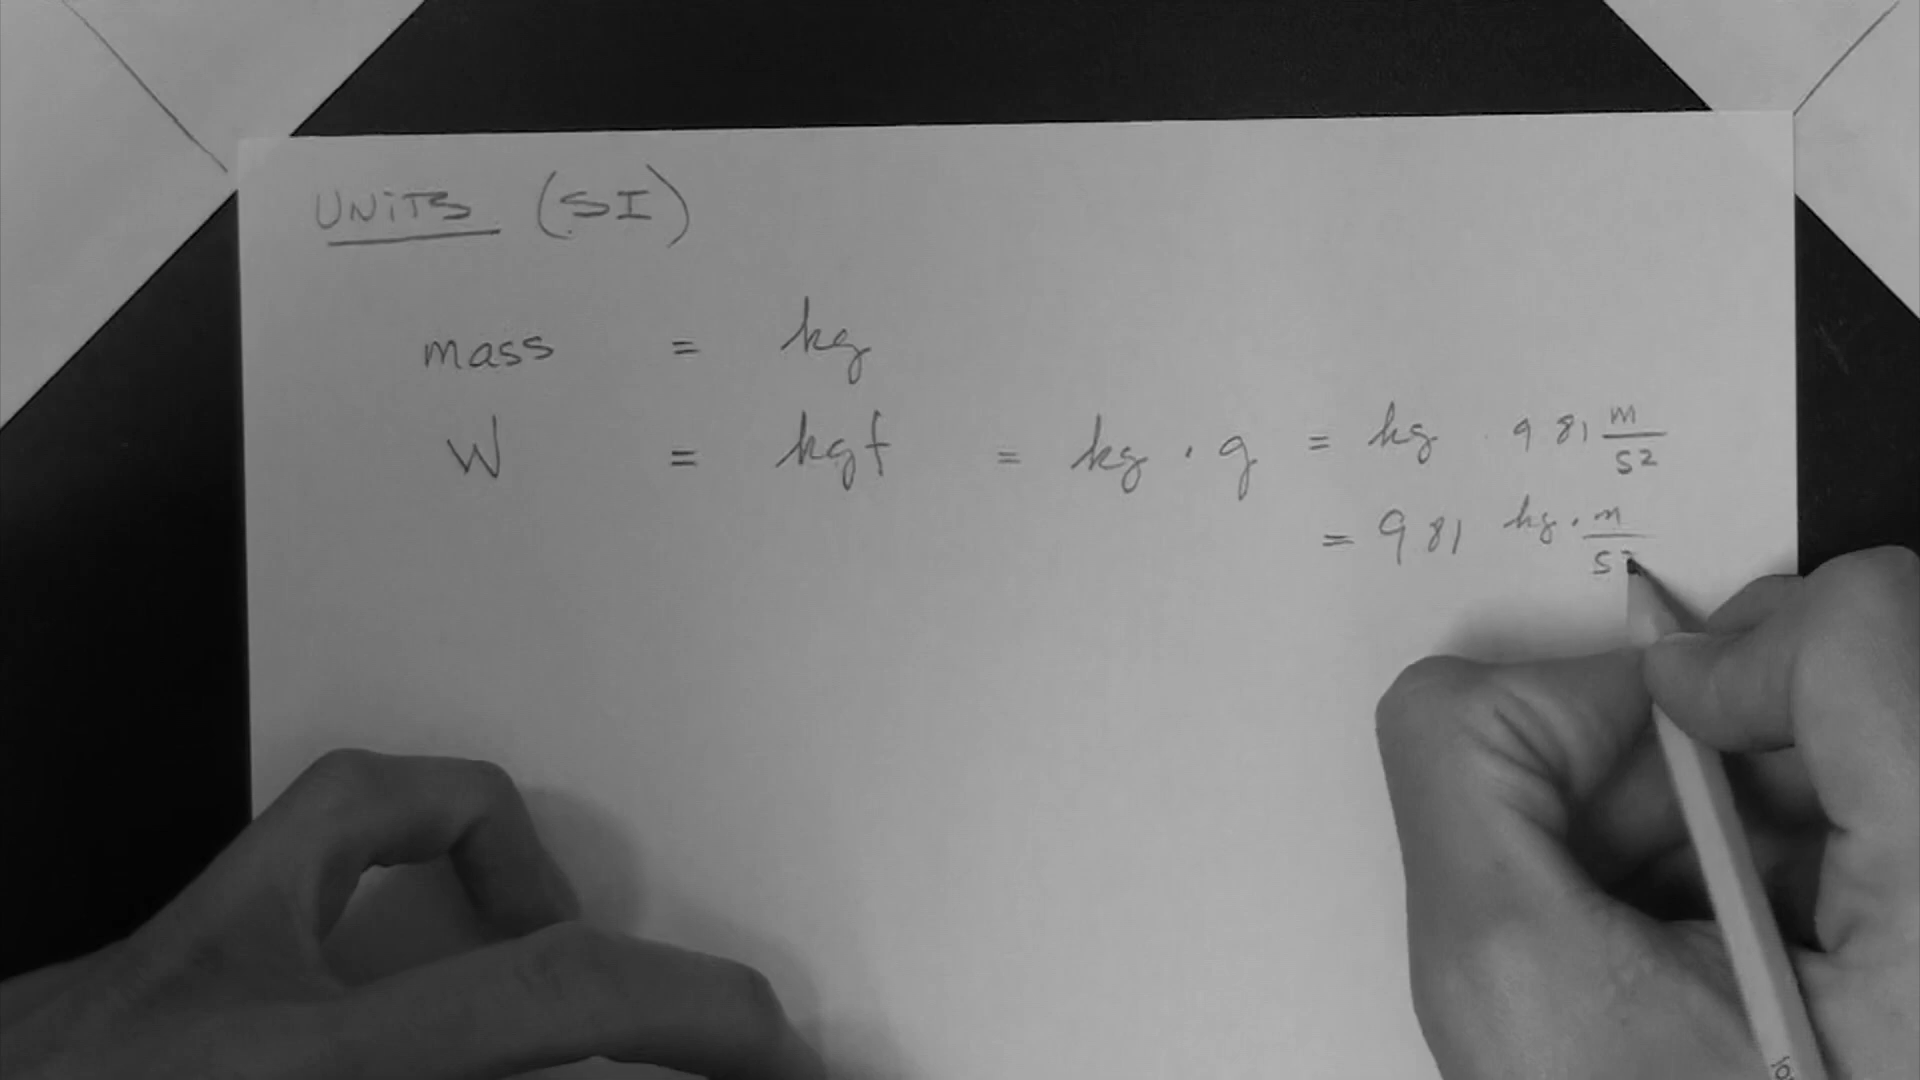 UNiTS (SI)
mass = kg
W = kgf = kg · g = kg · 9 81 m/s2
= 9 81 kg · m/s2